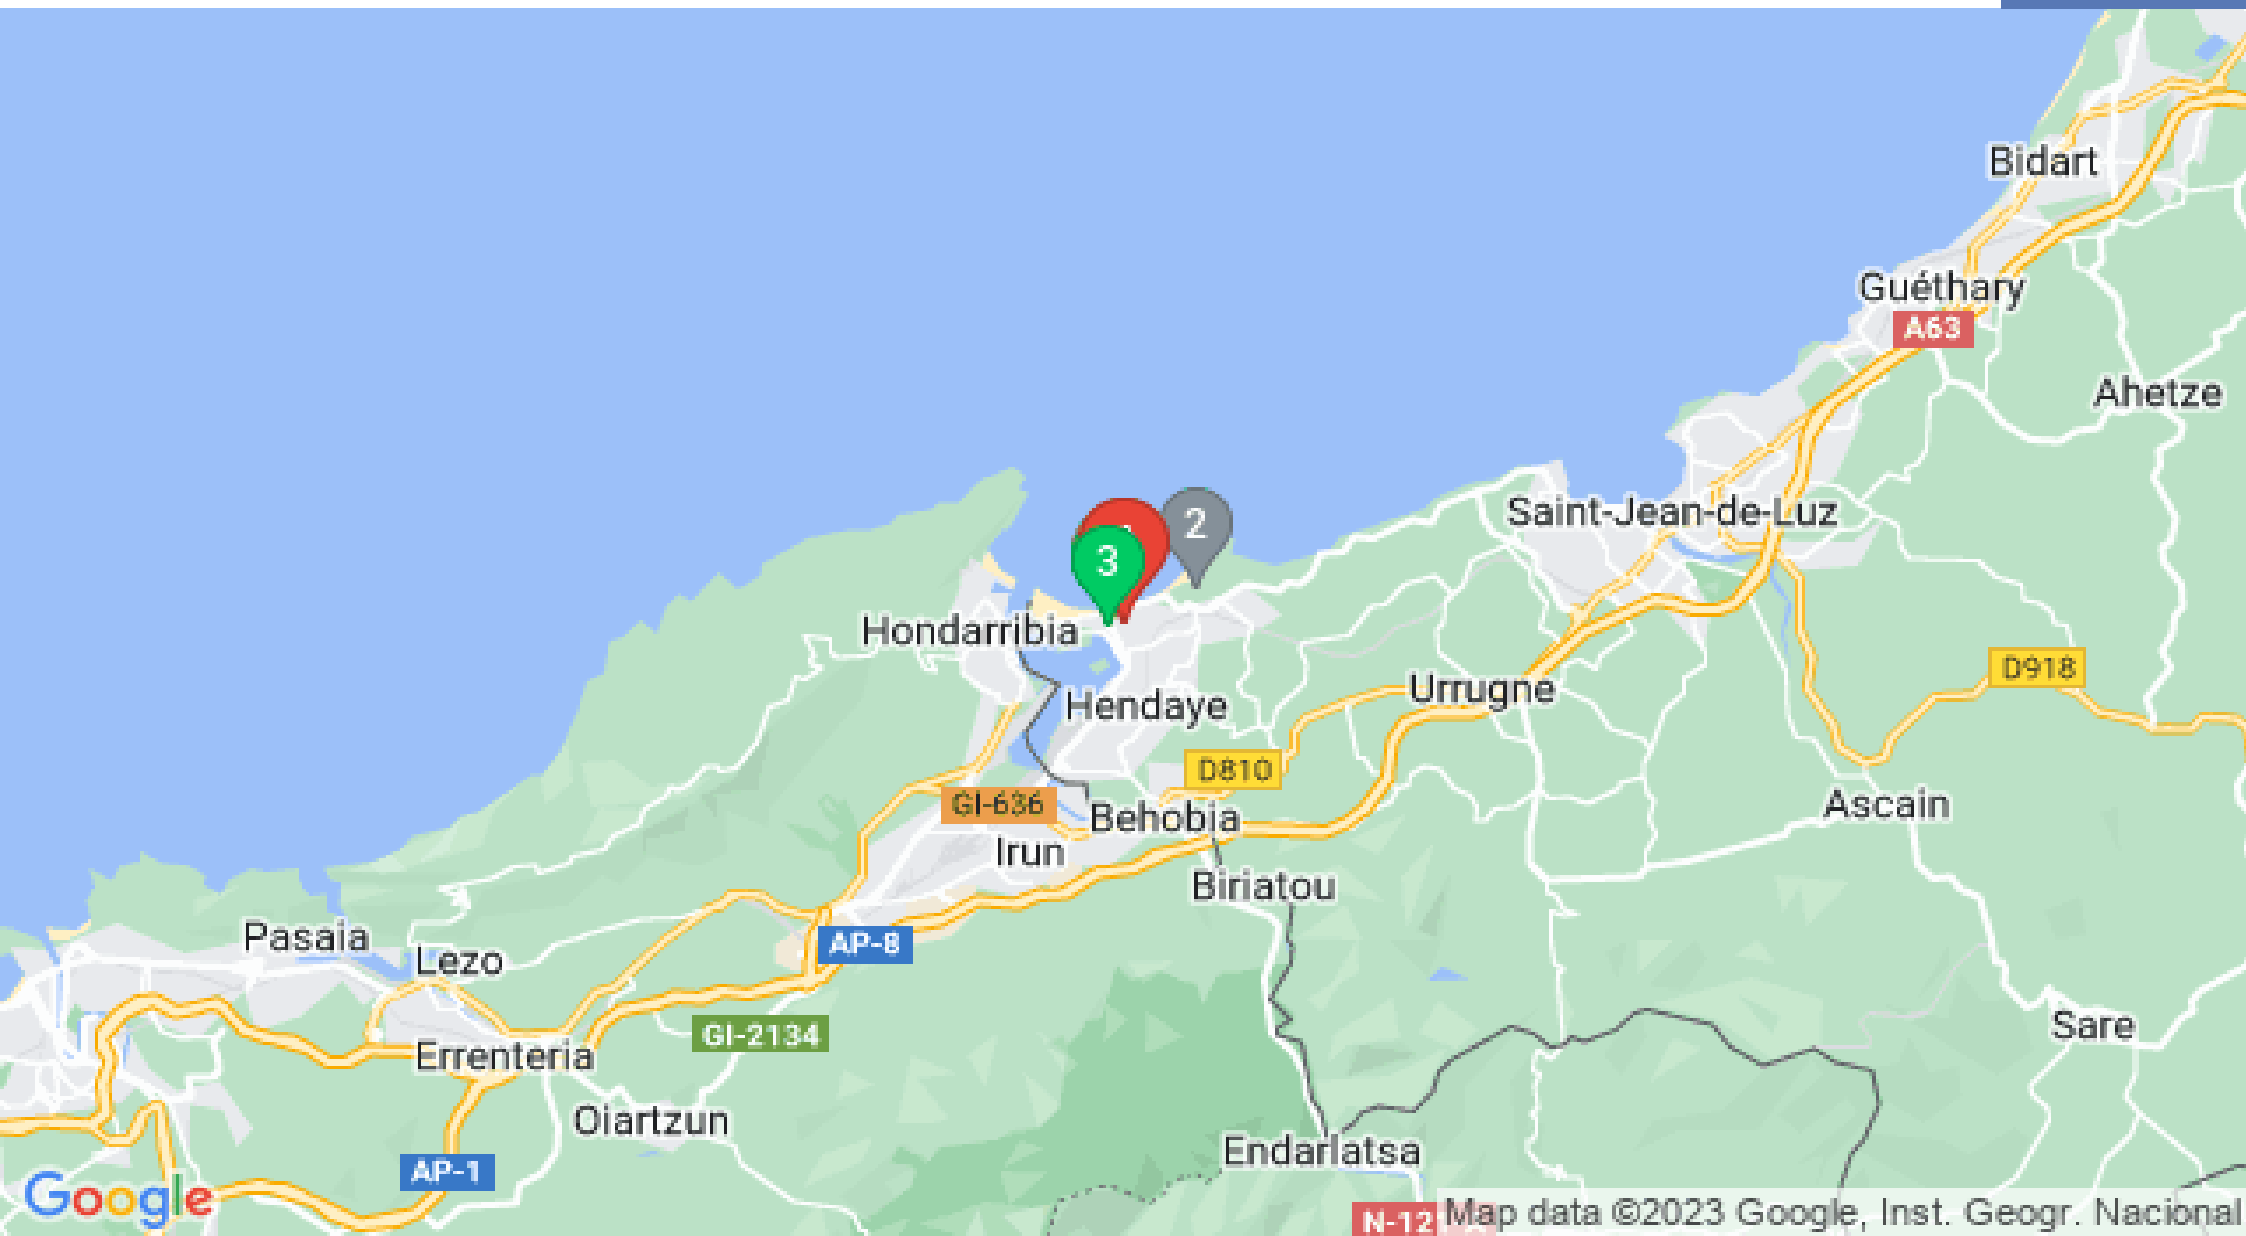 Bidart
Guéthary
A63
Ahetze
2
3
Saint-Jean-de-Luz
Hondarribia
D918
Urrugne
Hendaye
D810
GI-636
Behobia
Ascain
Irun
Biriatou
Pasaia
AP-8
Lezo
Sare
GI-2134
Errenteria
Oiartzun
Endarlatsa
AP-1
Google
Map data ©2023 Google, Inst. Geogr. Nacional